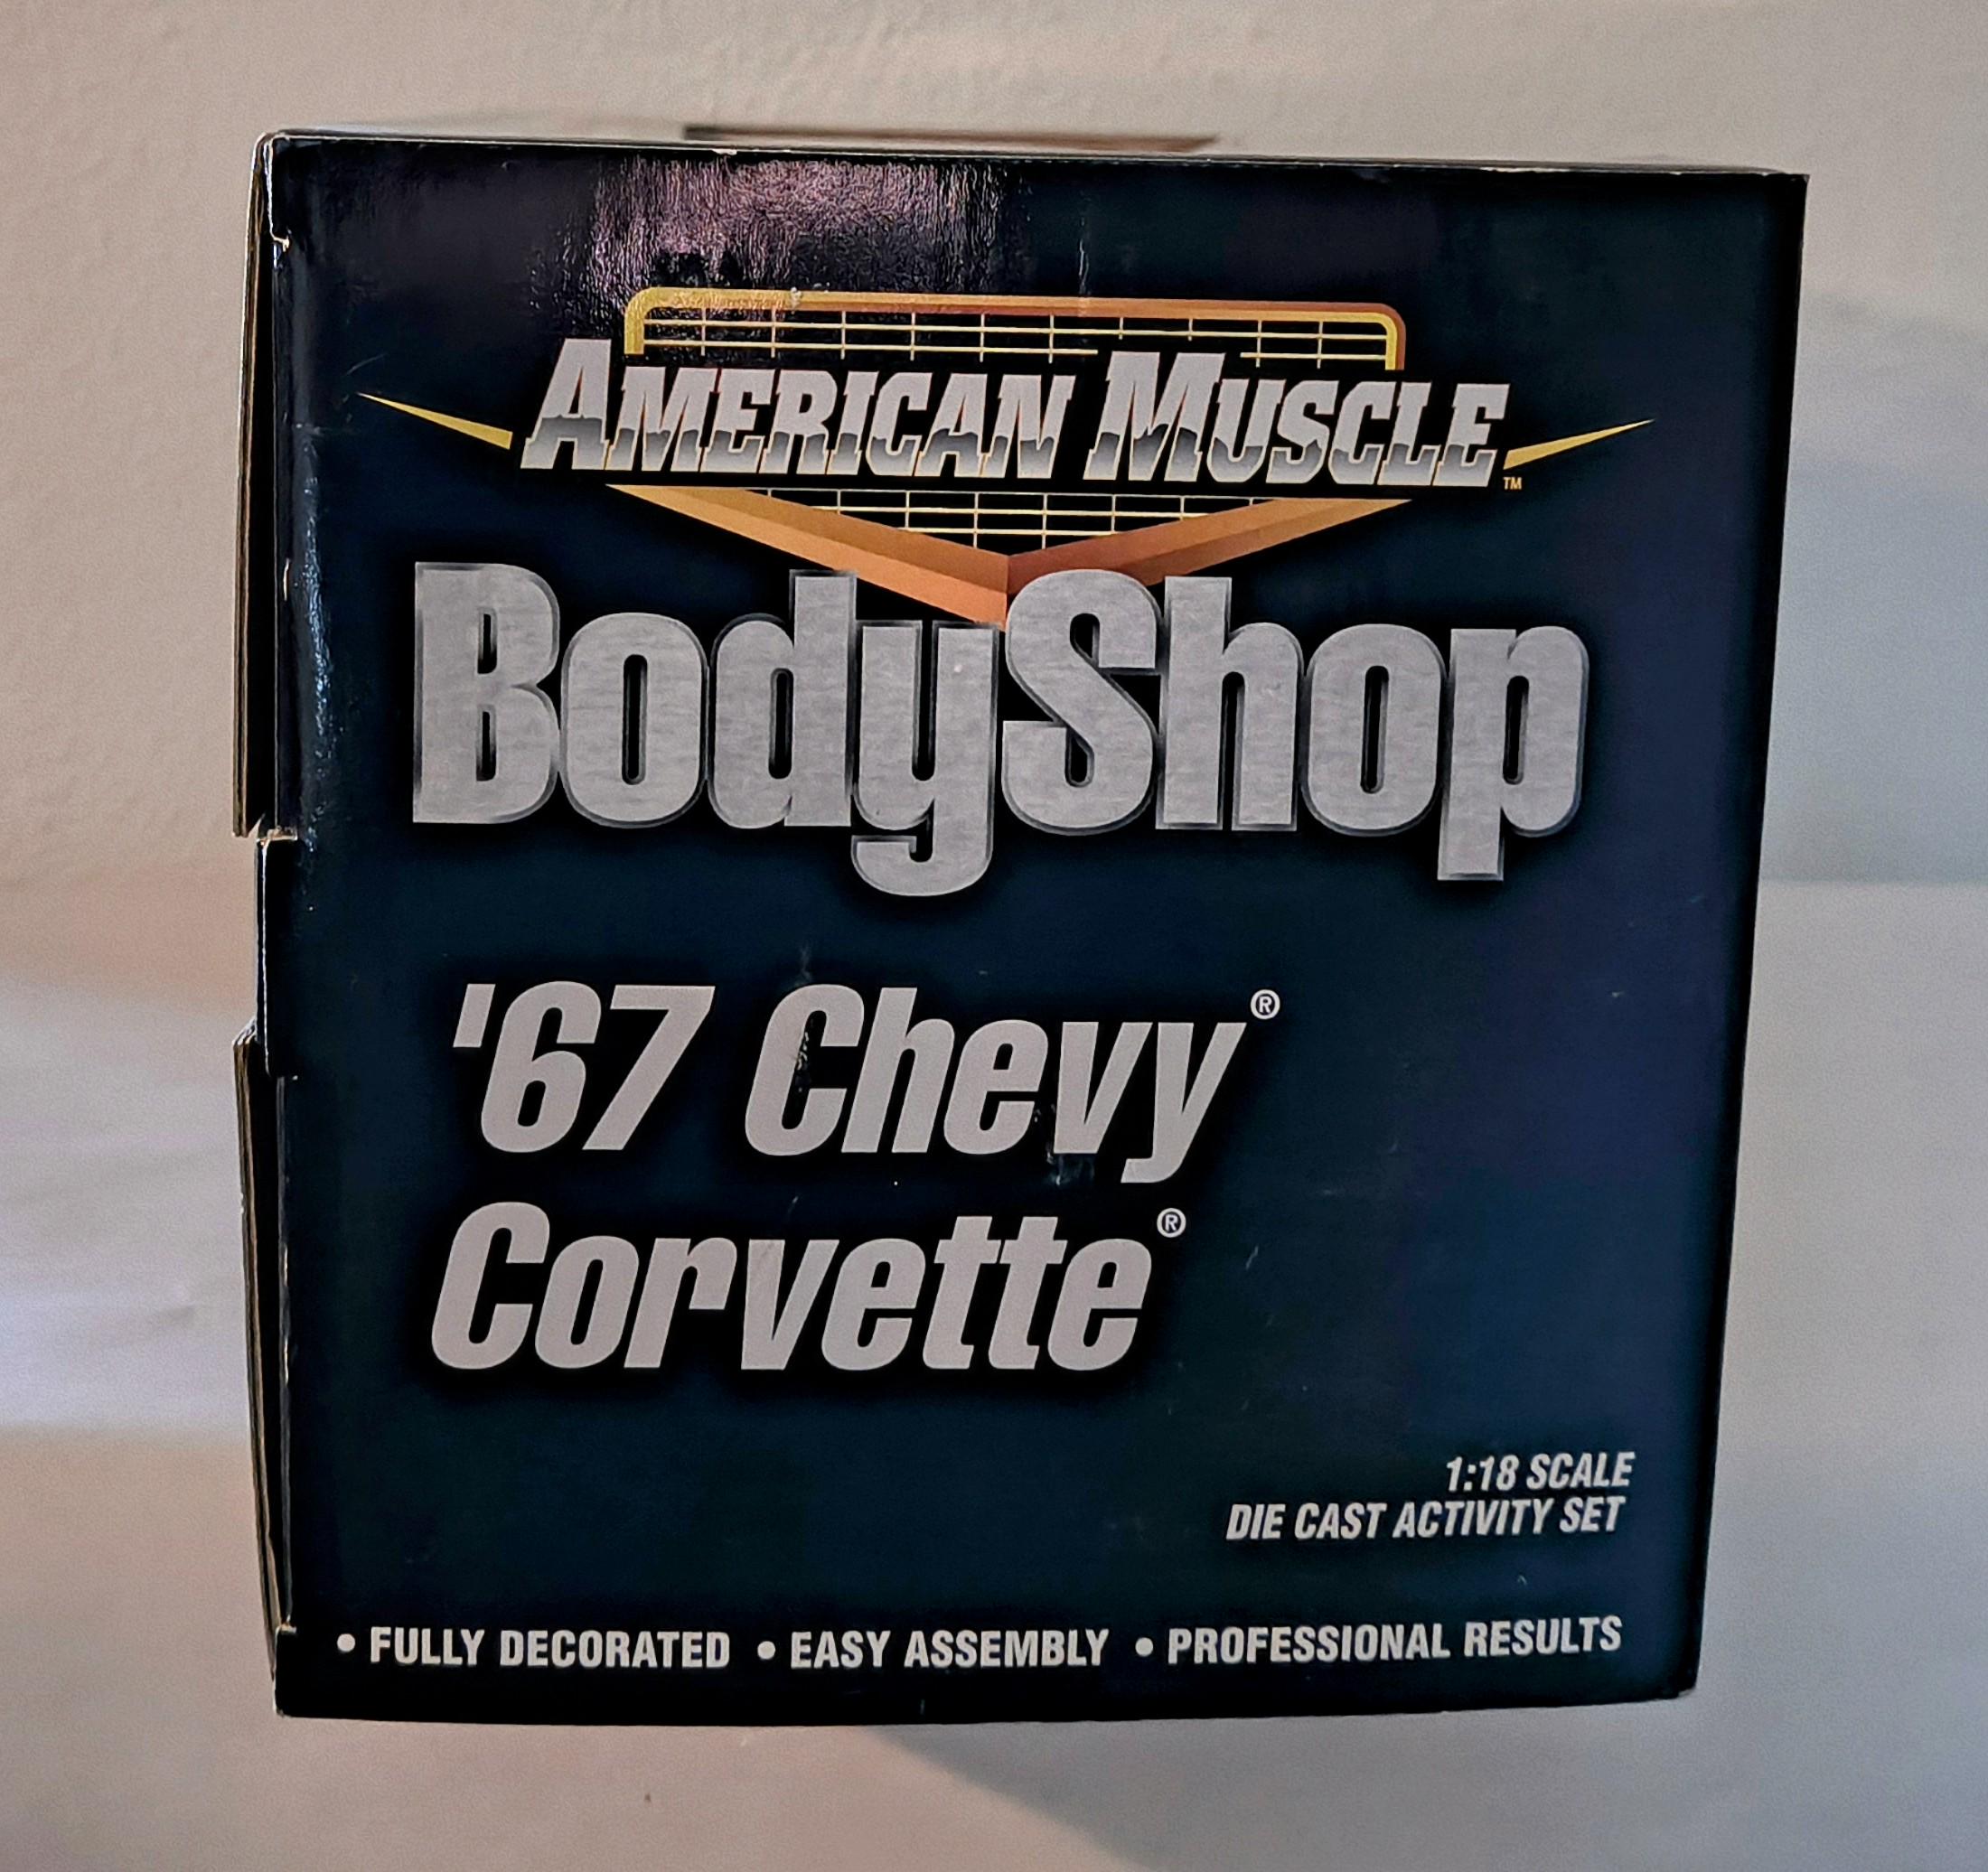 AMERICAN MUSCLE™
BodyShop
'67 Chevy®
Corvette®
1:18 SCALE
DIE CAST ACTIVITY SET
• FULLY DECORATED • EASY ASSEMBLY • PROFESSIONAL RESULTS